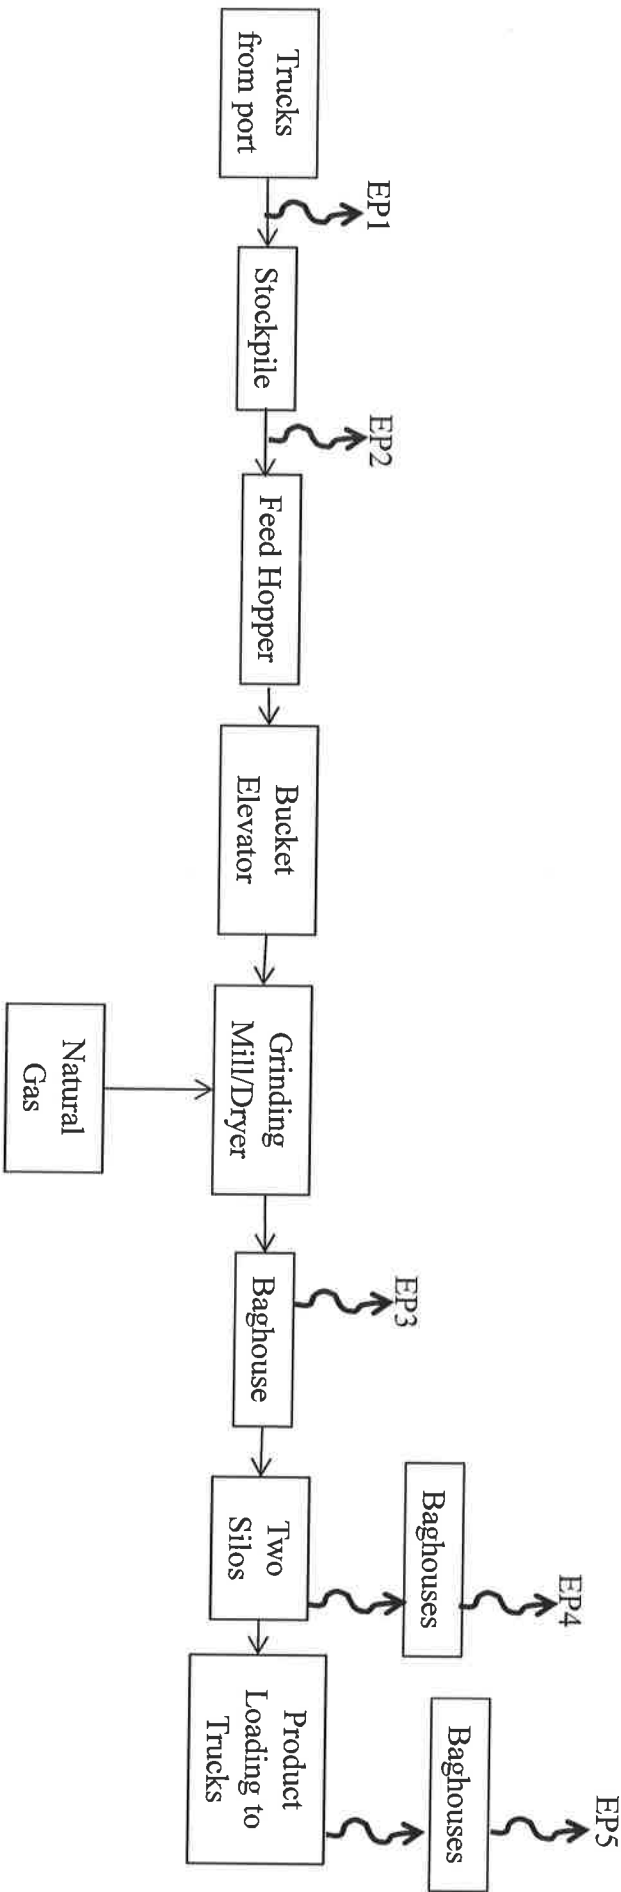 Trucks
from port
EP1
Stockpile
EP2
Feed Hopper
Bucket
Elevator
Grinding
Mill/Dryer
Natural
Gas
Baghouse
EP3
Two
Silos
Baghouses
EP4
Product
Loading to
Trucks
Baghouses
EP5